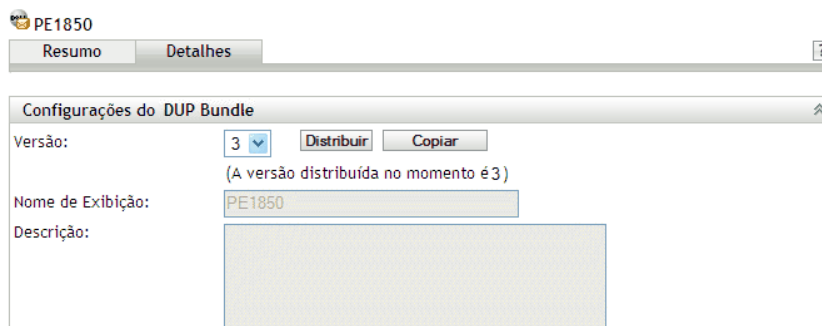 PE1850
Resumo Detalhes ?
Configurações do DUP Bundle
Versão: 3 Distribuir Copiar
(A versão distribuída no momento é 3)
Nome de Exibição: PE1850
Descrição: